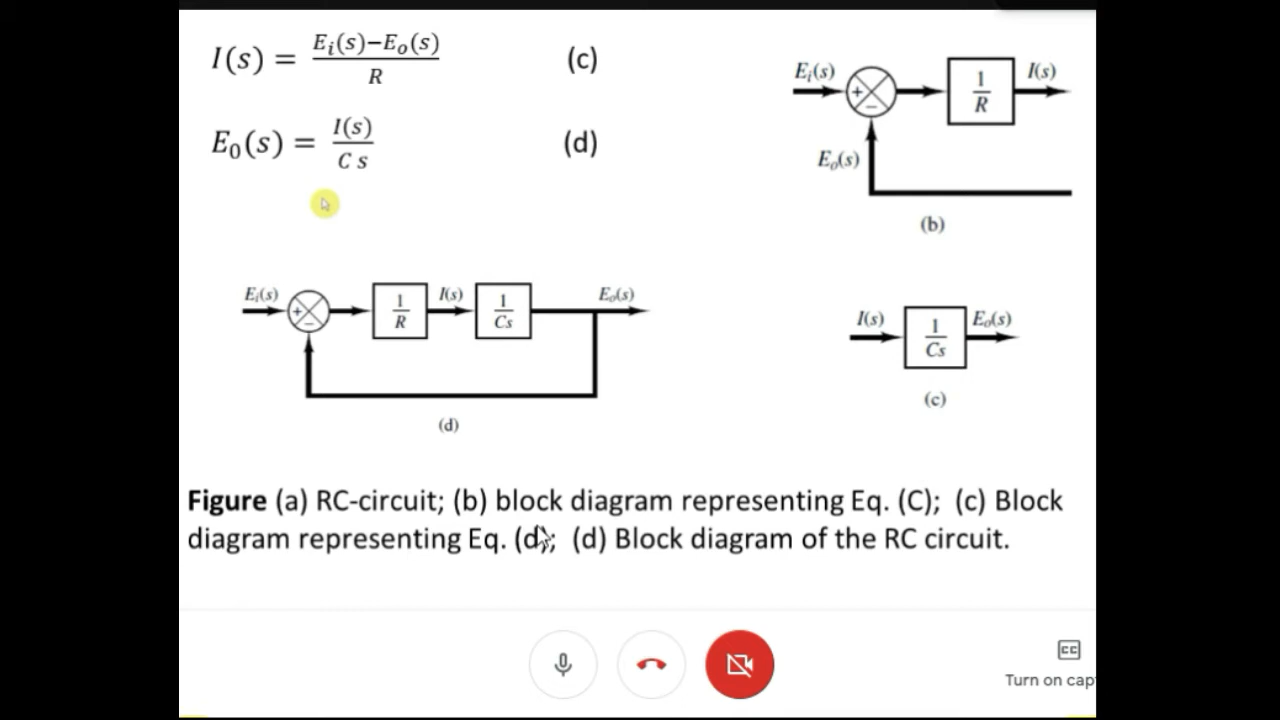 I(s) = E_i(s)−E_o(s) / R (c)
E_0(s) = I(s) / C s (d)
E_i(s) + − 1/R I(s)
E_o(s)
(b)
E_i(s) + − 1/R I(s) 1/Cs E_o(s)
(d)
I(s) 1/Cs E_o(s)
(c)
Figure (a) RC-circuit; (b) block diagram representing Eq. (C); (c) Block
diagram representing Eq. (d); (d) Block diagram of the RC circuit.
CC
Turn on cap